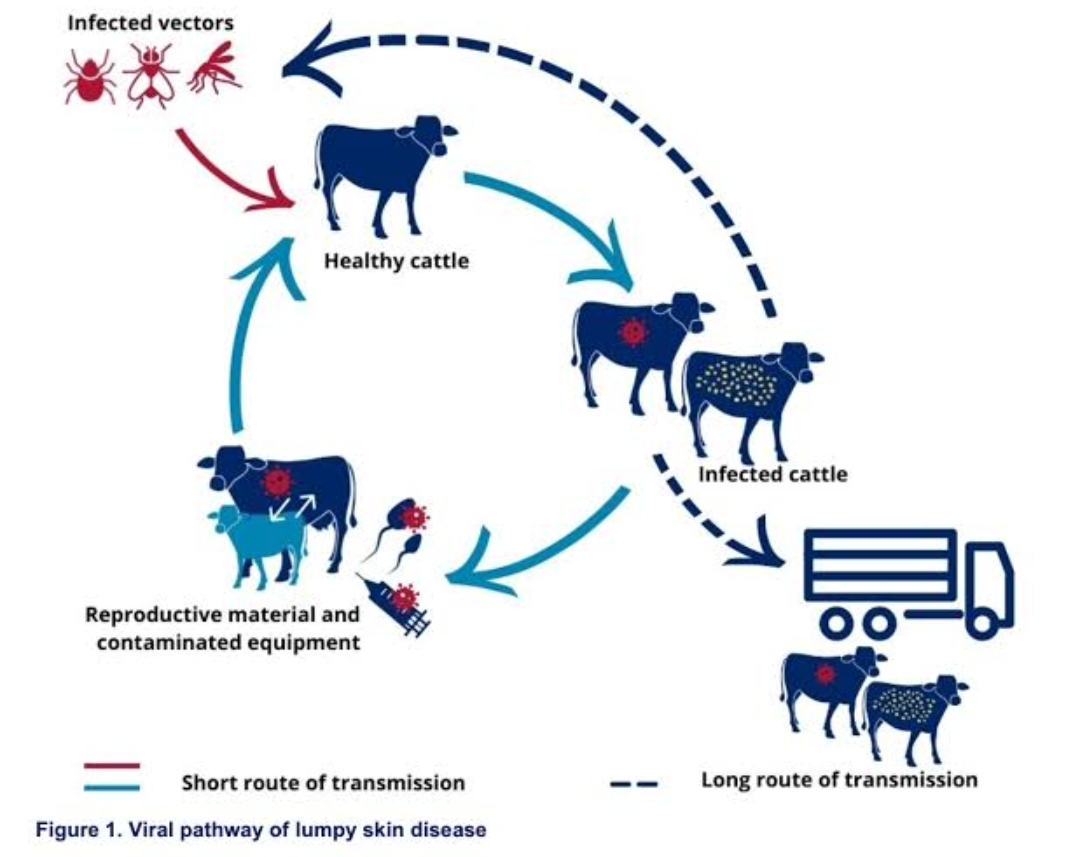 Infected vectors
Healthy cattle
Infected cattle
Reproductive material and
contaminated equipment
Short route of transmission
Long route of transmission
Figure 1. Viral pathway of lumpy skin disease